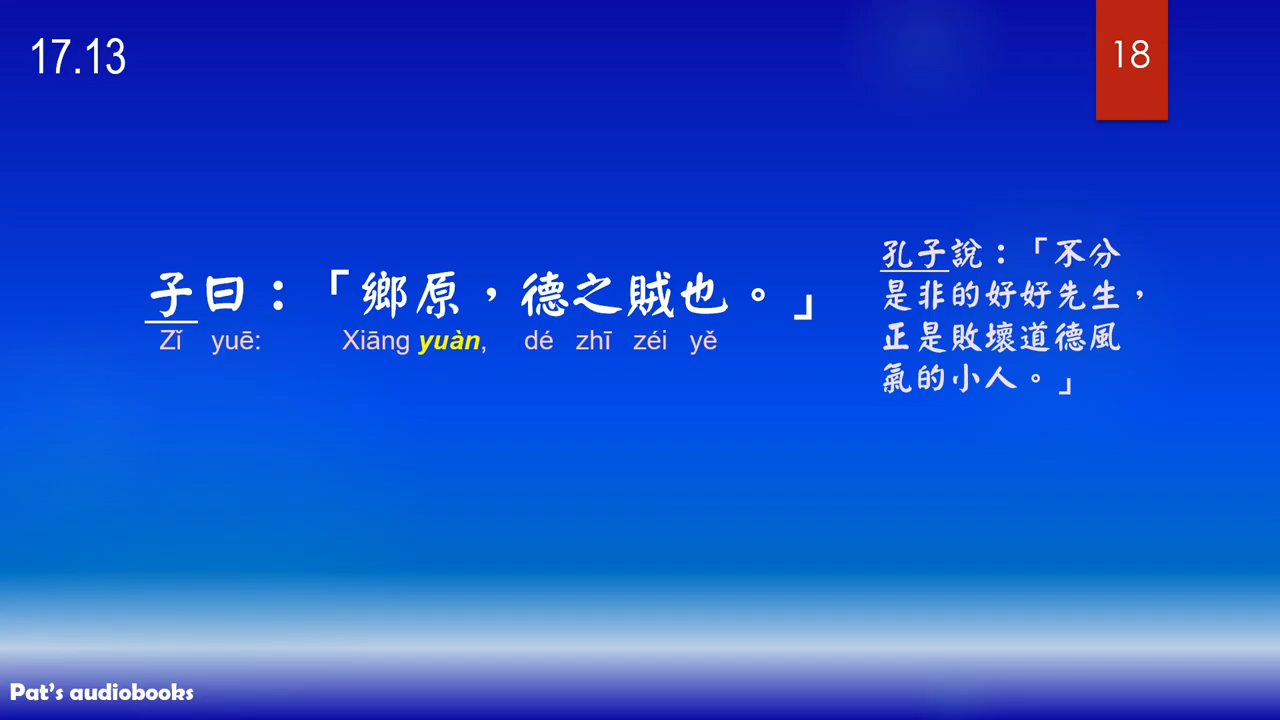 17.13
18
子曰：「鄉原，德之賊也。」
Zǐ yuē: Xiāng yuàn, dé zhī zéi yě
孔子說：「不分
是非的好好先生，
正是敗壞道德風
氣的小人。」
Pat's audiobooks